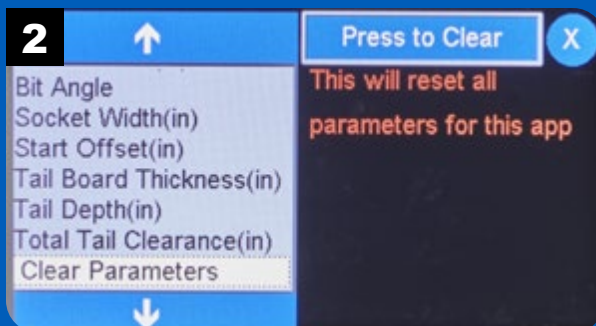 2
Bit Angle
Socket Width(in)
Start Offset(in)
Tail Board Thickness(in)
Tail Depth(in)
Total Tail Clearance(in)
Clear Parameters
Press to Clear
X
This will reset all
parameters for this app